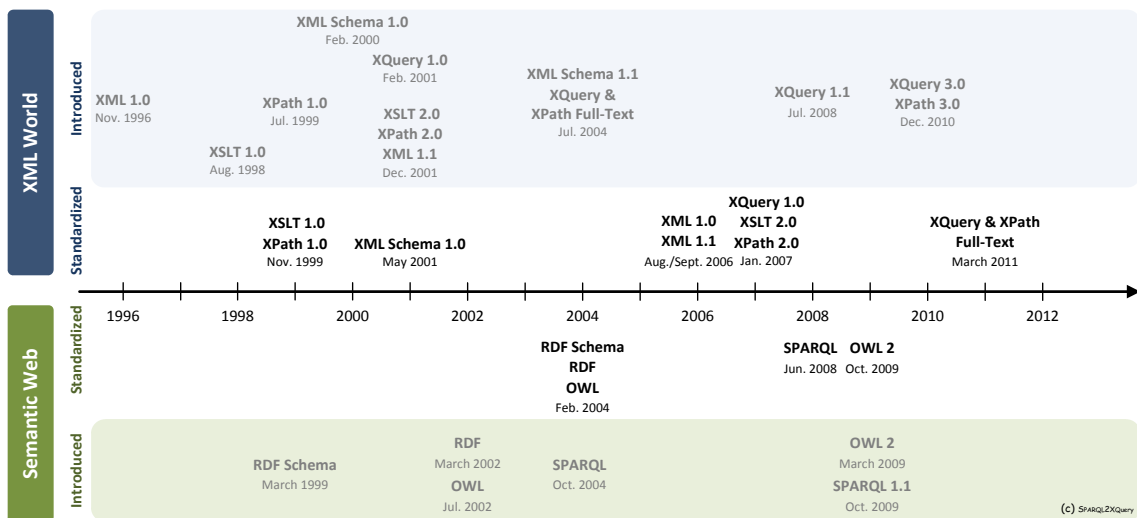 XML World
Introduced
XML Schema 1.0
Feb. 2000
XQuery 1.0
Feb. 2001
XML 1.0
Nov. 1996
XPath 1.0
Jul. 1999
XSLT 2.0
XPath 2.0
XML 1.1
Dec. 2001
XSLT 1.0
Aug. 1998
XML Schema 1.1
XQuery &
XPath Full-Text
Jul. 2004
XQuery 1.1
Jul. 2008
XQuery 3.0
XPath 3.0
Dec. 2010
Standardized
XSLT 1.0
XPath 1.0
Nov. 1999
XML Schema 1.0
May 2001
XML 1.0
XML 1.1
Aug./Sept. 2006
XQuery 1.0
XSLT 2.0
XPath 2.0
Jan. 2007
XQuery & XPath
Full-Text
March 2011
1996 1998 2000 2002 2004 2006 2008 2010 2012
Semantic Web
Standardized
RDF Schema
RDF
OWL
Feb. 2004
SPARQL
Jun. 2008
OWL 2
Oct. 2009
Introduced
RDF Schema
March 1999
RDF
March 2002
OWL
Jul. 2002
SPARQL
Oct. 2004
OWL 2
March 2009
SPARQL 1.1
Oct. 2009
(c) SPARQL2XQuery